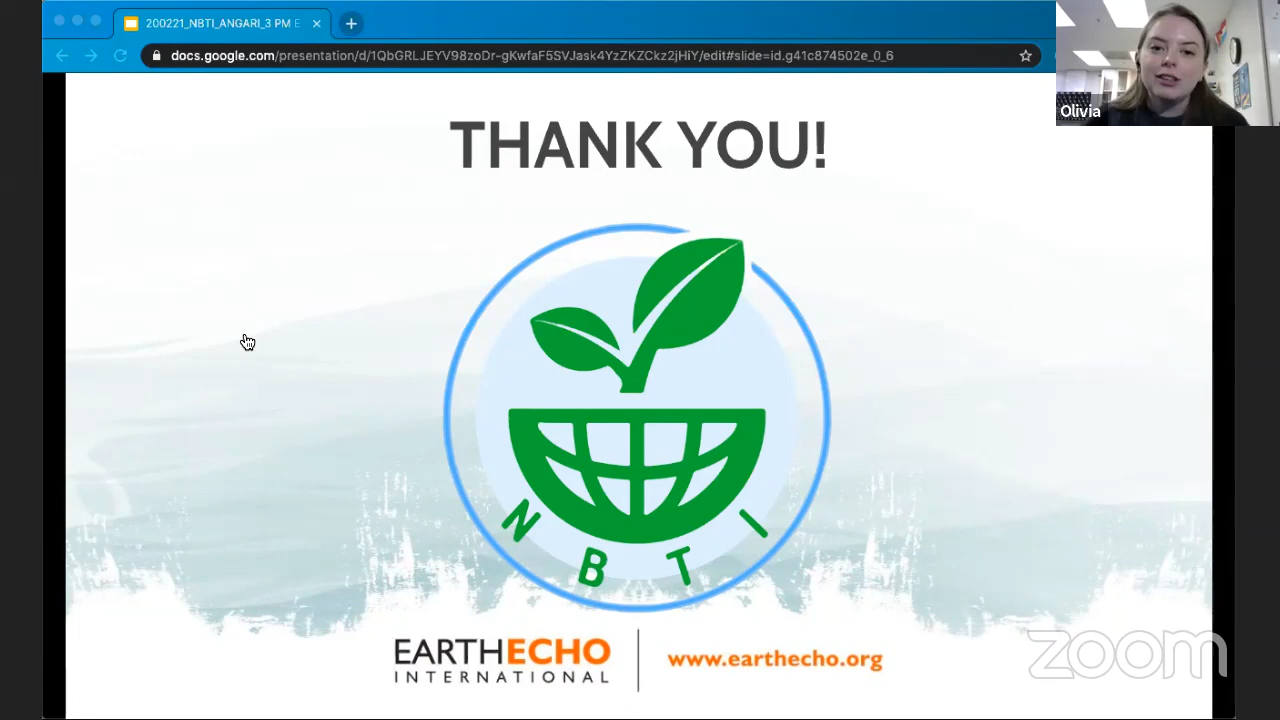 200221_NBTI_ANGARI_3 PM E
docs.google.com/presentation/d/1QbGRLJEYV98zoDr-gKwfaF5SVJask4YzZKZCkz2jHiY/edit#slide=id.g41c874502e_0_6
Olivia
THANK YOU!
NBTI
EARTHECHO
INTERNATIONAL
www.earthecho.org
zoom